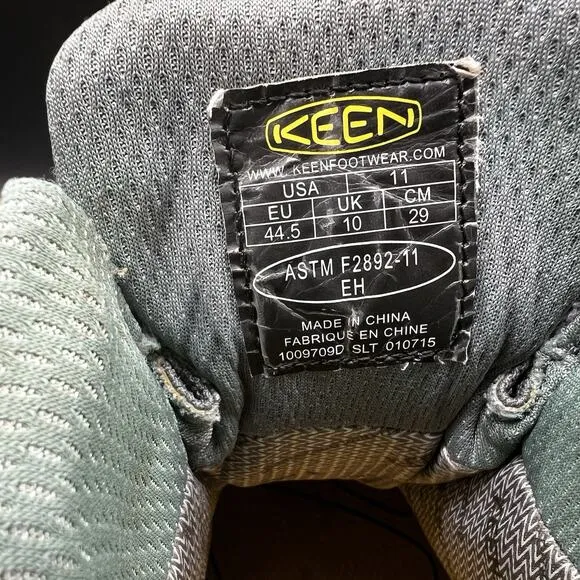 KEEN
WWW.KEENFOOTWEAR.COM
USA 11
EU UK CM
44.5 10 29
ASTM F2892-11
EH
MADE IN CHINA
FABRIQUE EN CHINE
1009709D SLT 010715